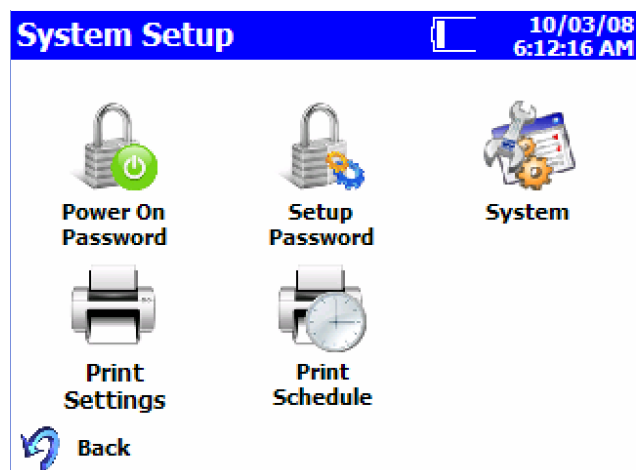 System Setup
10/03/08
6:12:16 AM
Power On
Password
Setup
Password
System
Print
Settings
Print
Schedule
Back